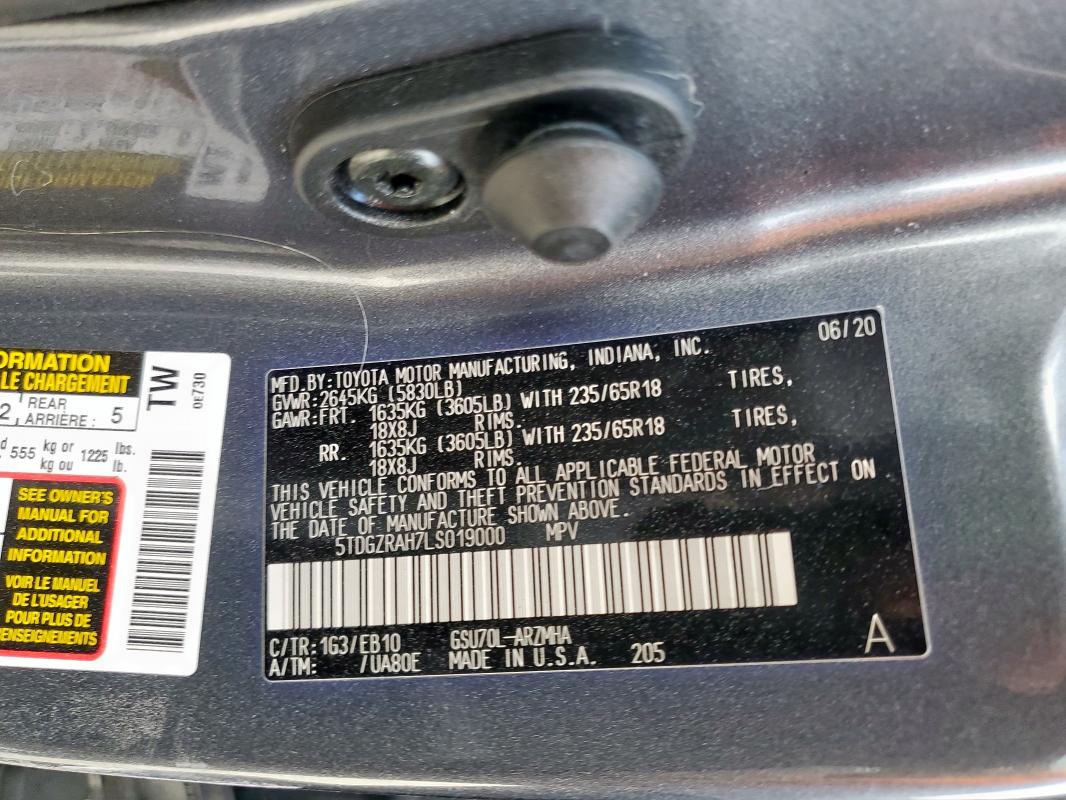 06/20
MFD.BY:TOYOTA MOTOR MANUFACTURING, INDIANA, INC.
GVWR:2645KG (5830LB)
GAWR:FRT. 1635KG (3605LB) WITH 235/65R18 TIRES,
18X8J RIMS.
RR. 1635KG (3605LB) WITH 235/65R18 TIRES,
18X8J RIMS.
THIS VEHICLE CONFORMS TO ALL APPLICABLE FEDERAL MOTOR
VEHICLE SAFETY AND THEFT PREVENTION STANDARDS IN EFFECT ON
THE DATE OF MANUFACTURE SHOWN ABOVE.
5TDGZRAH7LS019000 MPV
C/TR:1G3/EB10 GSU70L-ARZMHA
A/TM: /UA80E MADE IN U.S.A. 205
A
ORMATION
LE CHARGEMENT
REAR
ARRIÈRE: 5
555 kg or 1225 lbs.
kg ou lb.
SEE OWNER'S
MANUAL FOR
ADDITIONAL
INFORMATION
VOIR LE MANUEL
DE L'USAGER
POUR PLUS DE
RENSEIGNEMENTS
TW
0E730